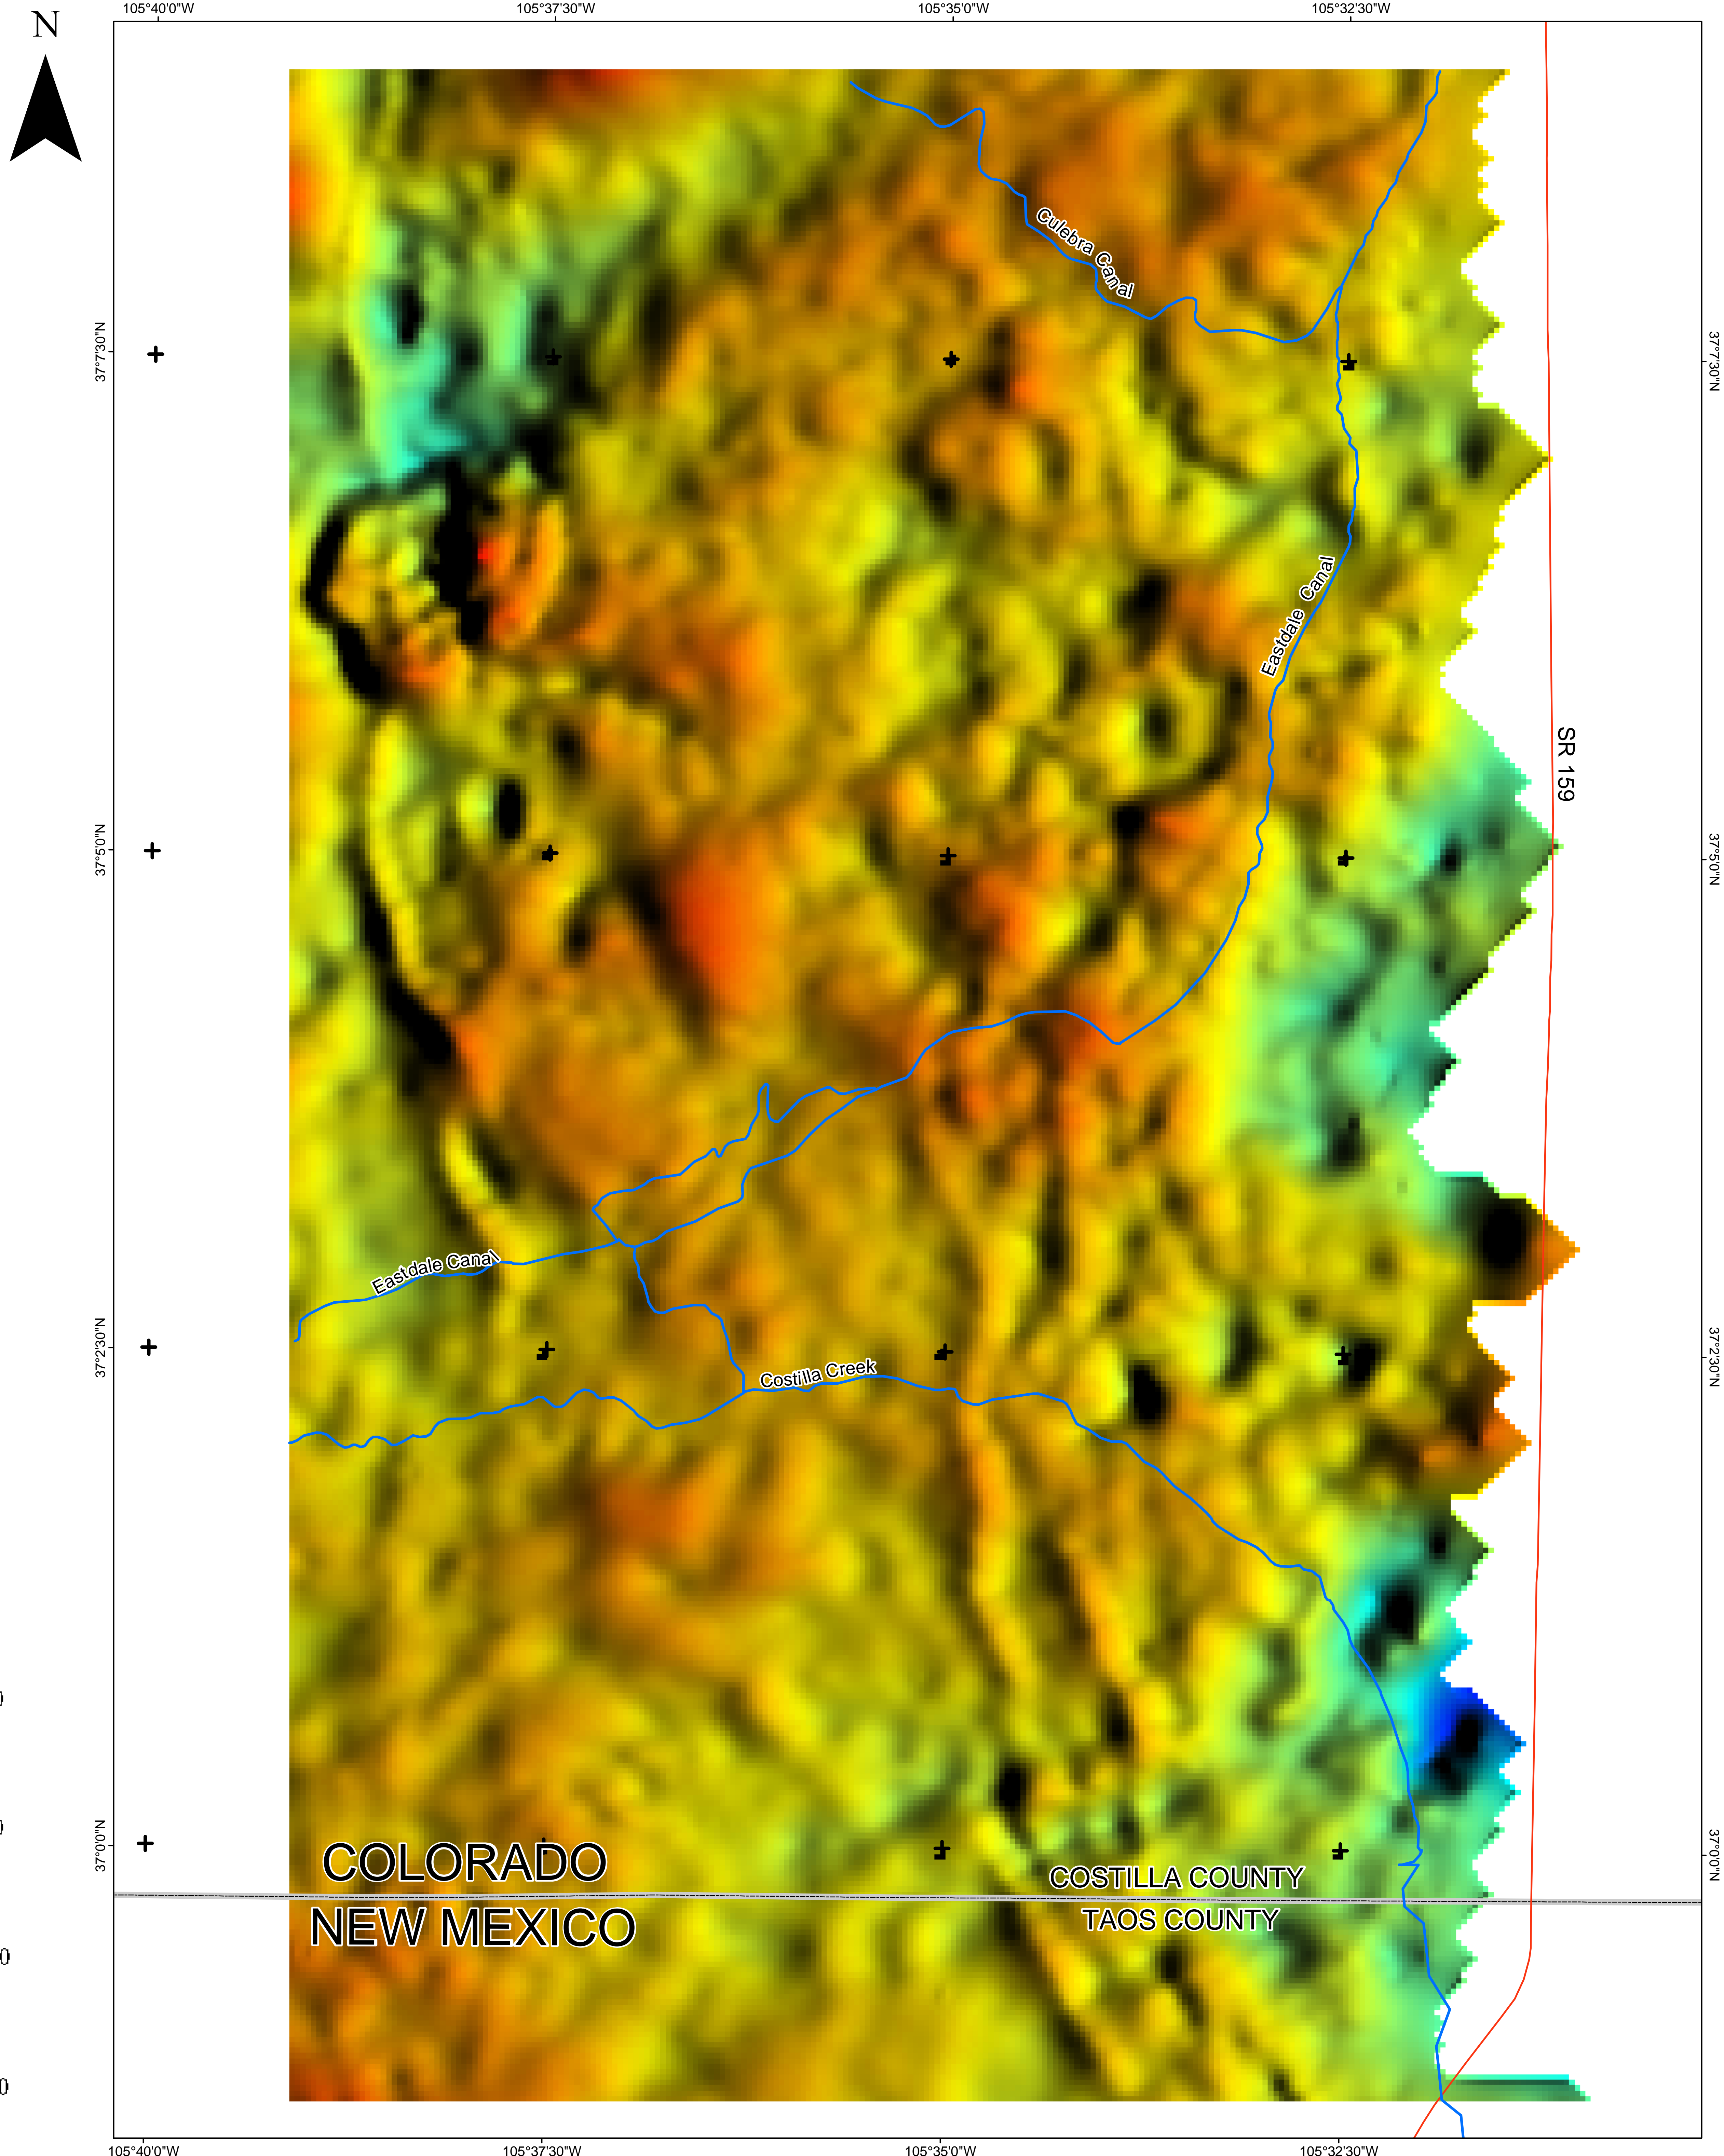 105°40'0"W
105°37'30"W
105°35'0"W
105°32'30"W
N
Culebra Canal
37°7'30"N
37°7'30"N
Eastdale Canal
SR 159
37°5'0"N
37°5'0"N
Eastdale Canal
37°2'30"N
37°2'30"N
Costilla Creek
37°0'0"N
37°0'0"N
COLORADO
COSTILLA COUNTY
NEW MEXICO
TAOS COUNTY
105°40'0"W
105°37'30"W
105°35'0"W
105°32'30"W